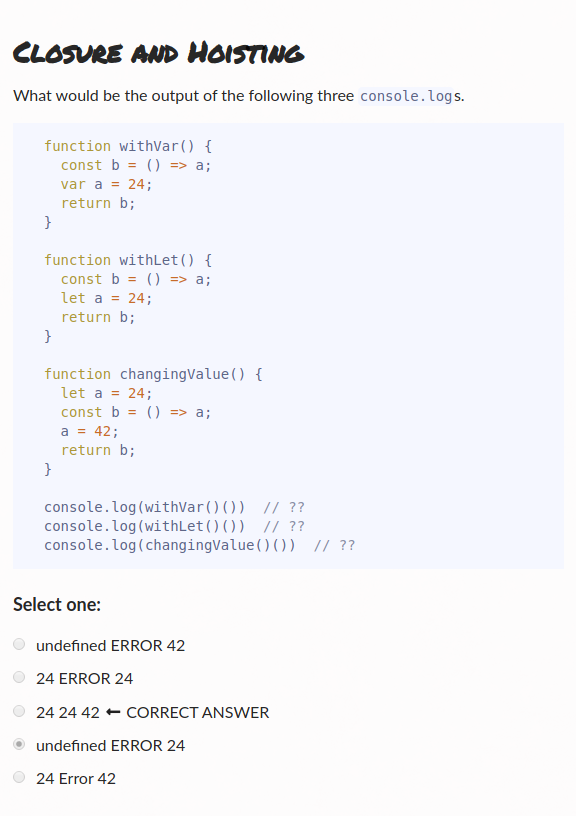 Closure and Hoisting
What would be the output of the following three console.logs.
function withVar() {
  const b = () => a;
  var a = 24;
  return b;
}
function withLet() {
  const b = () => a;
  let a = 24;
  return b;
}
function changingValue() {
  let a = 24;
  const b = () => a;
  a = 42;
  return b;
}
console.log(withVar()())  // ??
console.log(withLet()())  // ??
console.log(changingValue()())  // ??
Select one:
undefined ERROR 42
24 ERROR 24
24 24 42 ← CORRECT ANSWER
undefined ERROR 24
24 Error 42